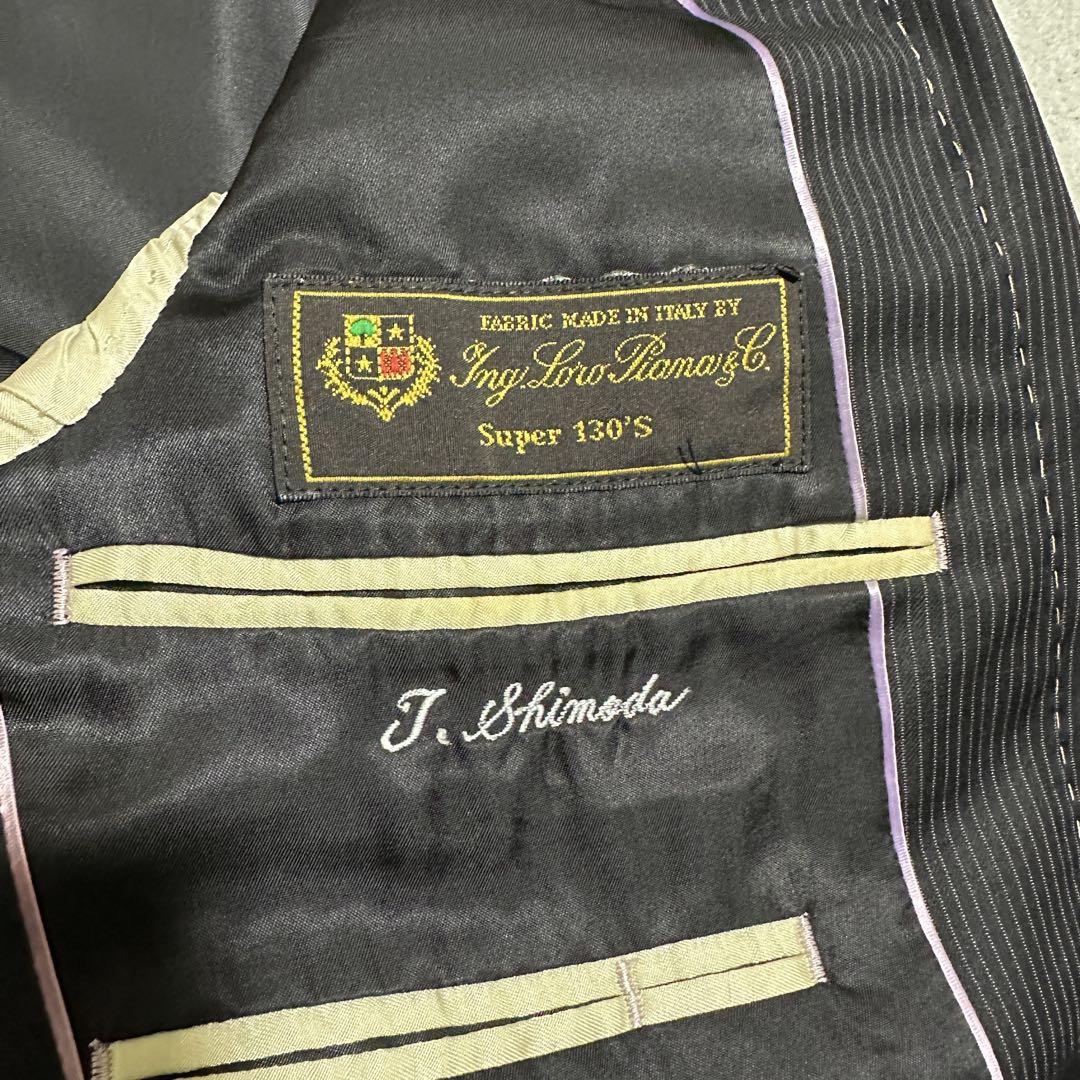 FABRIC MADE IN ITALY BY
Ing Loro Piana & C.
Super 130'S
J. Shimoda